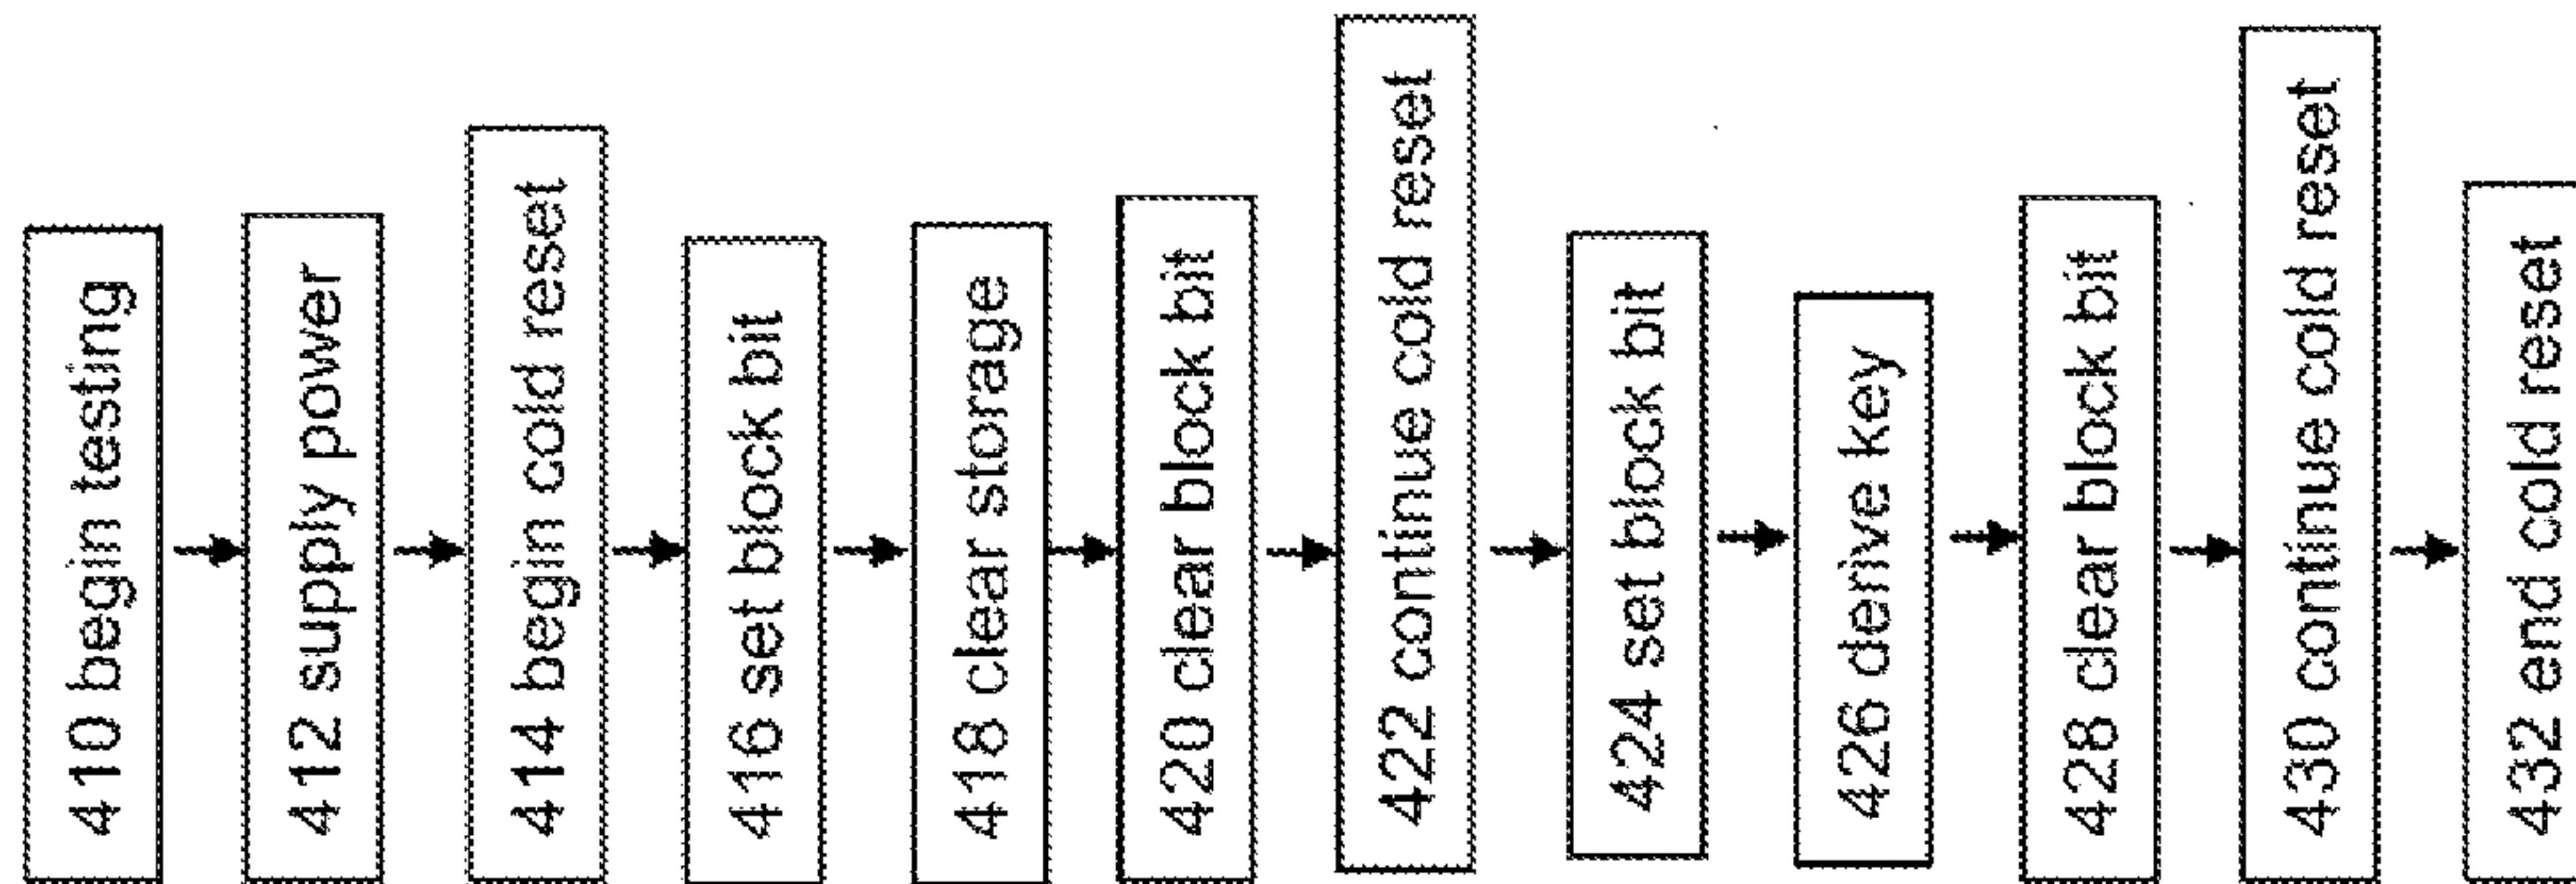 410 begin testing
412 supply power
414 begin cold reset
416 set block bit
418 clear storage
420 clear block bit
422 continue cold reset
424 set block bit
426 derive key
428 clear block bit
430 continue cold reset
432 end cold reset